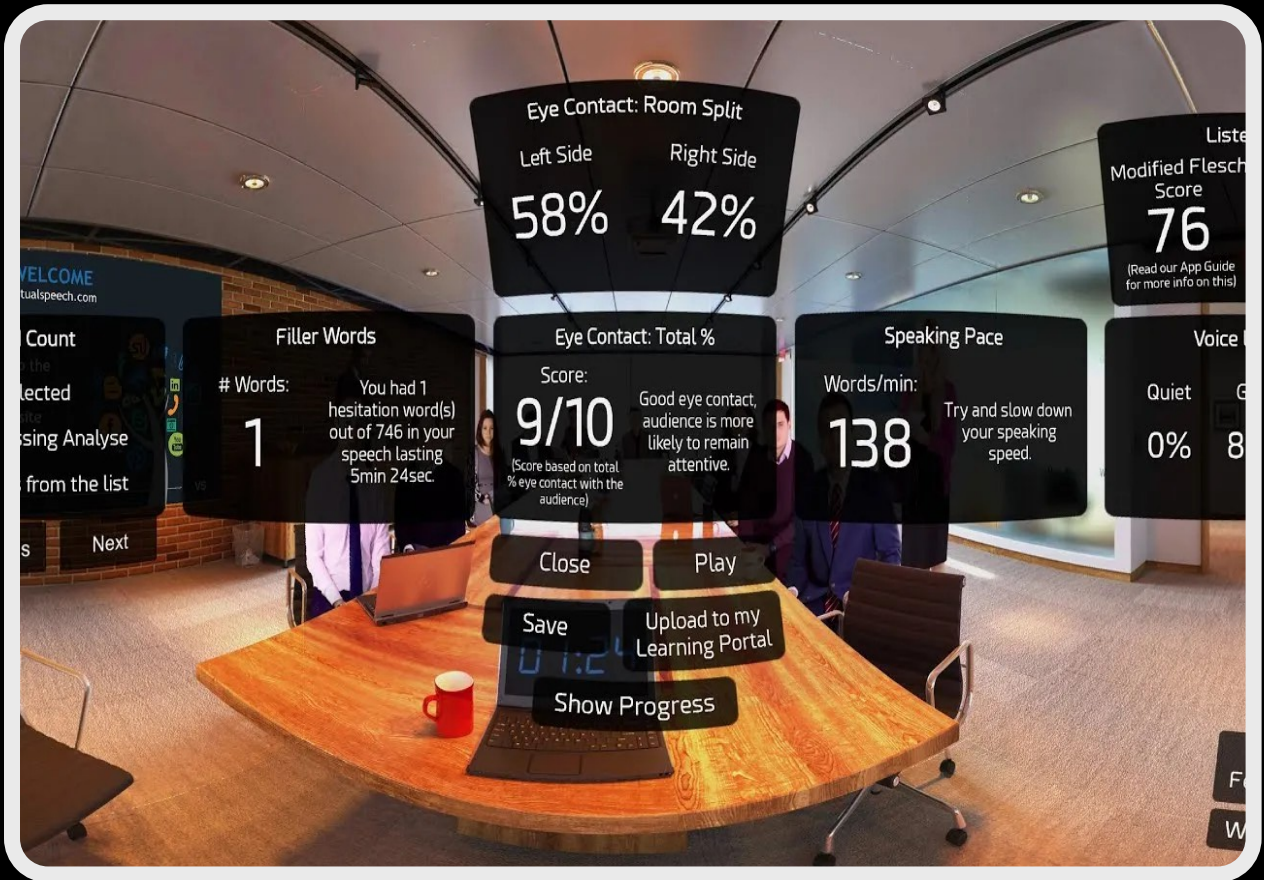 Eye Contact: Room Split
Left Side
Right Side
58%
42%
Liste
Modified Flesch
Score
76
(Read our App Guide
for more info on this)
VELCOME
tualspeech.com
Count
lected
ssing Analyse
from the list
s
Next
Filler Words
# Words:
1
You had 1
hesitation word(s)
out of 746 in your
speech lasting
5min 24sec.
Eye Contact: Total %
Score:
9/10
(Score based on total
% eye contact with the
audience)
Good eye contact,
audience is more
likely to remain
attentive.
Speaking Pace
Words/min:
138
Try and slow down
your speaking
speed.
Voice
Quiet
0%
8
Close
Play
Save
Upload to my
Learning Portal
07:24
Show Progress
F
W